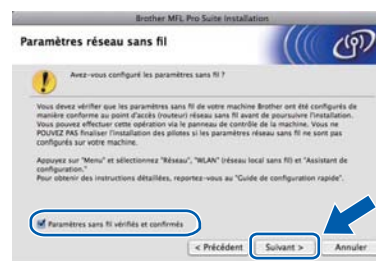 Brother MFL Pro Suite Installation
Paramètres réseau sans fil
Avez-vous configuré les paramètres sans fil ?
Vous devez vérifier que les paramètres sans fil de votre machine Brother ont été configurés de
manière conforme au point d'accès (routeur) réseau sans fil avant de poursuivre l'installation.
Vous pouvez effectuer cette opération via le panneau de contrôle de la machine. Vous ne
POUVEZ PAS finaliser l'installation des pilotes si les paramètres réseau sans fil ne sont pas
configurés sur votre machine.
Appuyez sur "Menu" et sélectionnez "Réseau", "WLAN" (réseau local sans fil) et "Assistant de
configuration."
Pour obtenir des instructions détaillées, reportez-vous au "Guide de configuration rapide".
Paramètres sans fil vérifiés et confirmés
< Précédent Suivant > Annuler